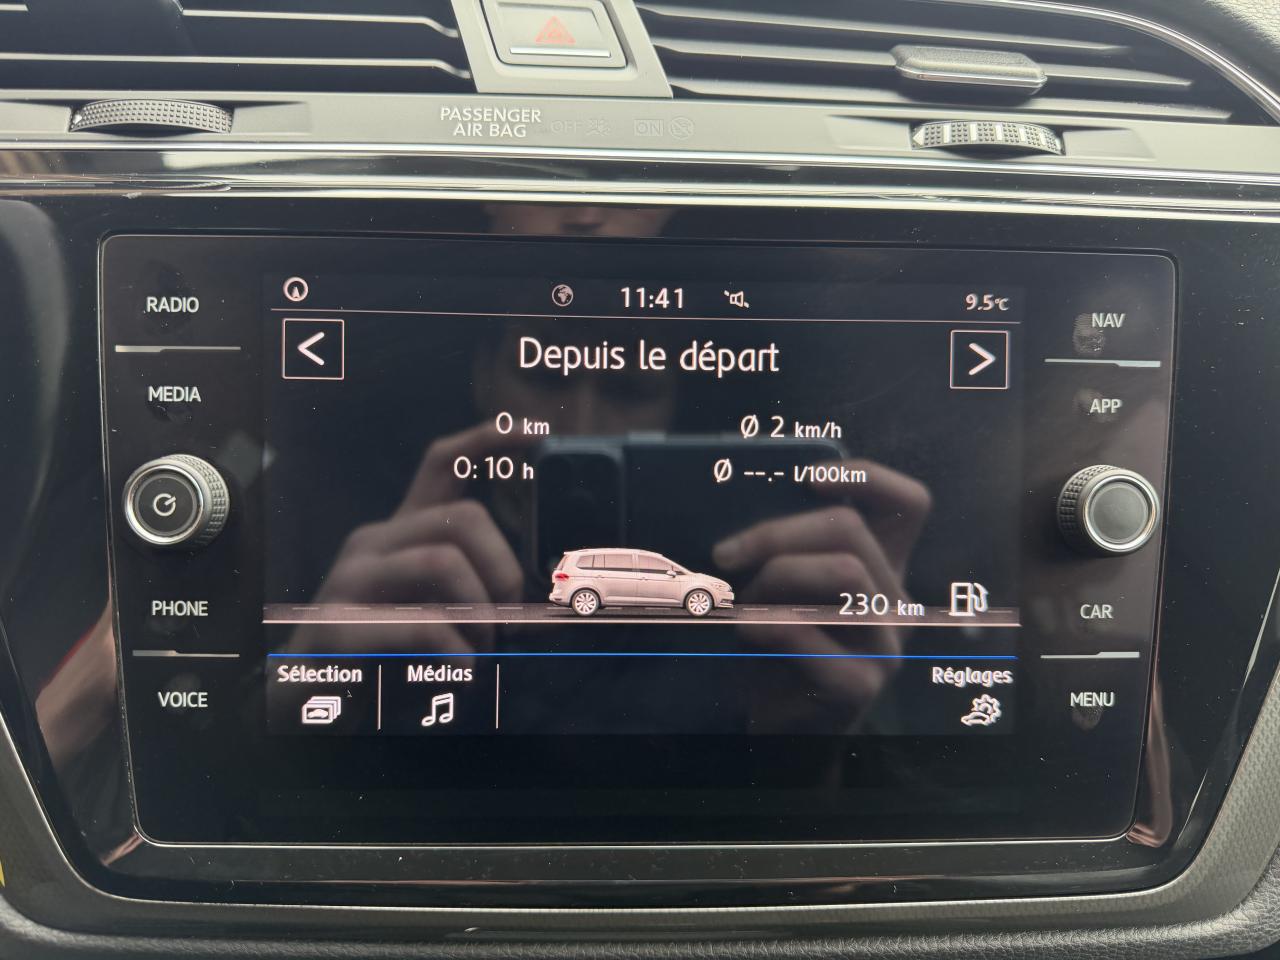 PASSENGER
AIR BAG OFF ON
RADIO
MEDIA
PHONE
VOICE
11:41
9.5°C
<
Depuis le départ
>
0 km
Ø 2 km/h
0:10 h
Ø --.- l/100km
230 km
Sélection
Médias
Réglages
NAV
APP
CAR
MENU